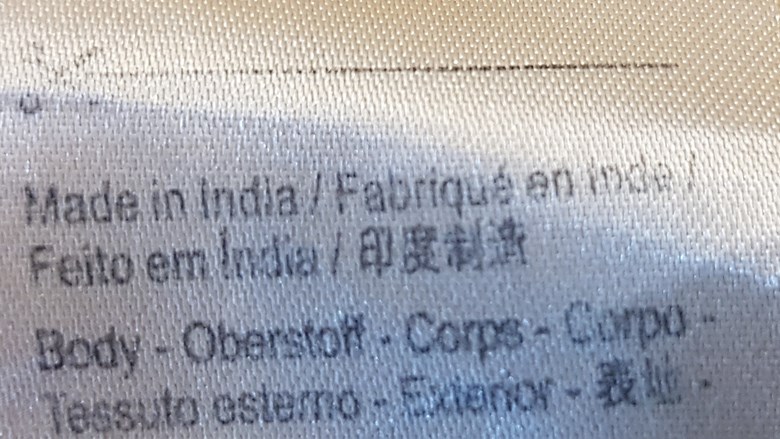 Made in India / Fabriqué en Inde /
Feito em Índia / 印度制造
Body - Oberstoff - Corps - Corpo -
Tessuto esterno - Exterior - 表地 -